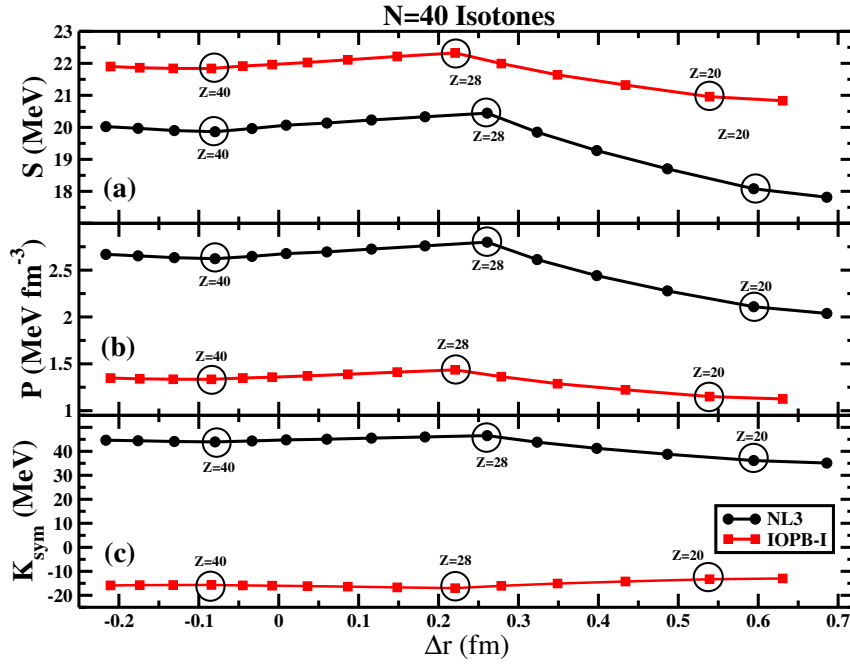 N=40 Isotones
S (MeV)
23
22
21
20
19
18
Z=40
Z=28
Z=20
Z=40
Z=28
Z=20
(a)
P (MeV fm-3)
2.5
2
1.5
1
Z=40
Z=28
Z=20
Z=40
Z=28
Z=20
(b)
Ksym (MeV)
40
30
20
10
0
-10
-20
Z=40
Z=28
Z=20
Z=40
Z=28
Z=20
(c)
NL3
IOPB-I
-0.2 -0.1 0 0.1 0.2 0.3 0.4 0.5 0.6 0.7
Δr (fm)